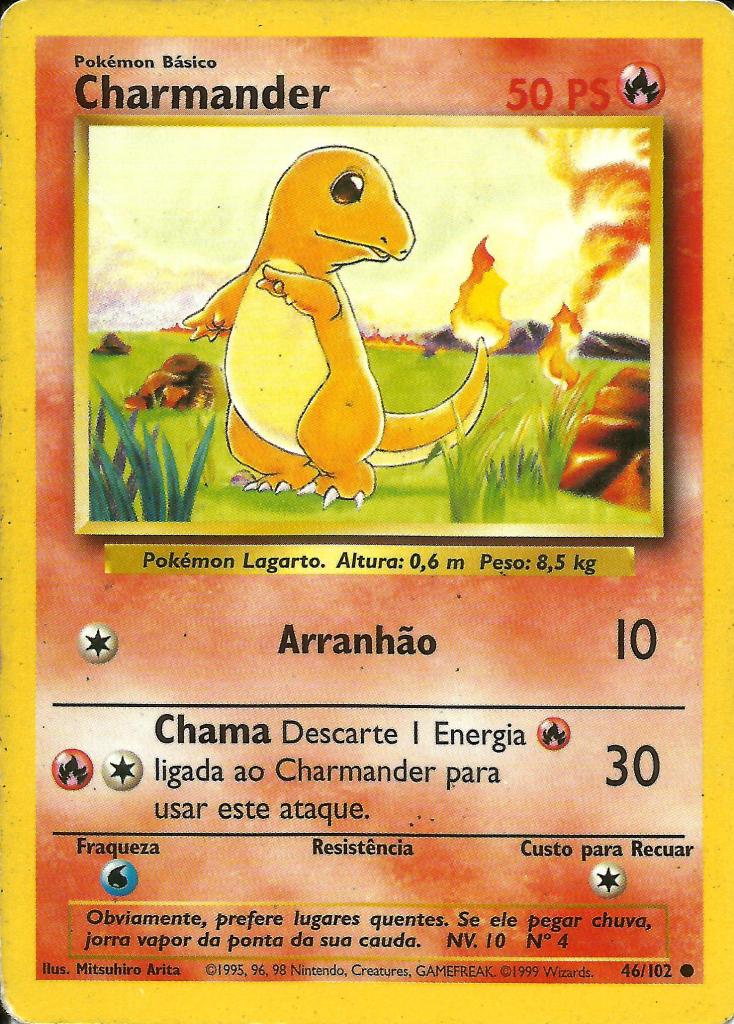 Pokémon Básico
Charmander 50 PS
Pokémon Lagarto. Altura: 0,6 m Peso: 8,5 kg
Arranhão 10
Chama Descarte 1 Energia
ligada ao Charmander para 30
usar este ataque.
Fraqueza Resistência Custo para Recuar
Obviamente, prefere lugares quentes. Se ele pegar chuva,
jorra vapor da ponta da sua cauda. NV. 10 Nº 4
Ilus. Mitsuhiro Arita ©1995, 96, 98 Nintendo, Creatures, GAMEFREAK. ©1999 Wizards. 46/102